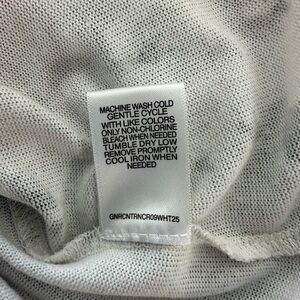 MACHINE WASH COLD
GENTLE CYCLE
WITH LIKE COLORS
ONLY NON-CHLORINE
BLEACH WHEN NEEDED
TUMBLE DRY LOW
REMOVE PROMPTLY
COOL IRON WHEN
NEEDED
GNRCNTRNCR09WHT25